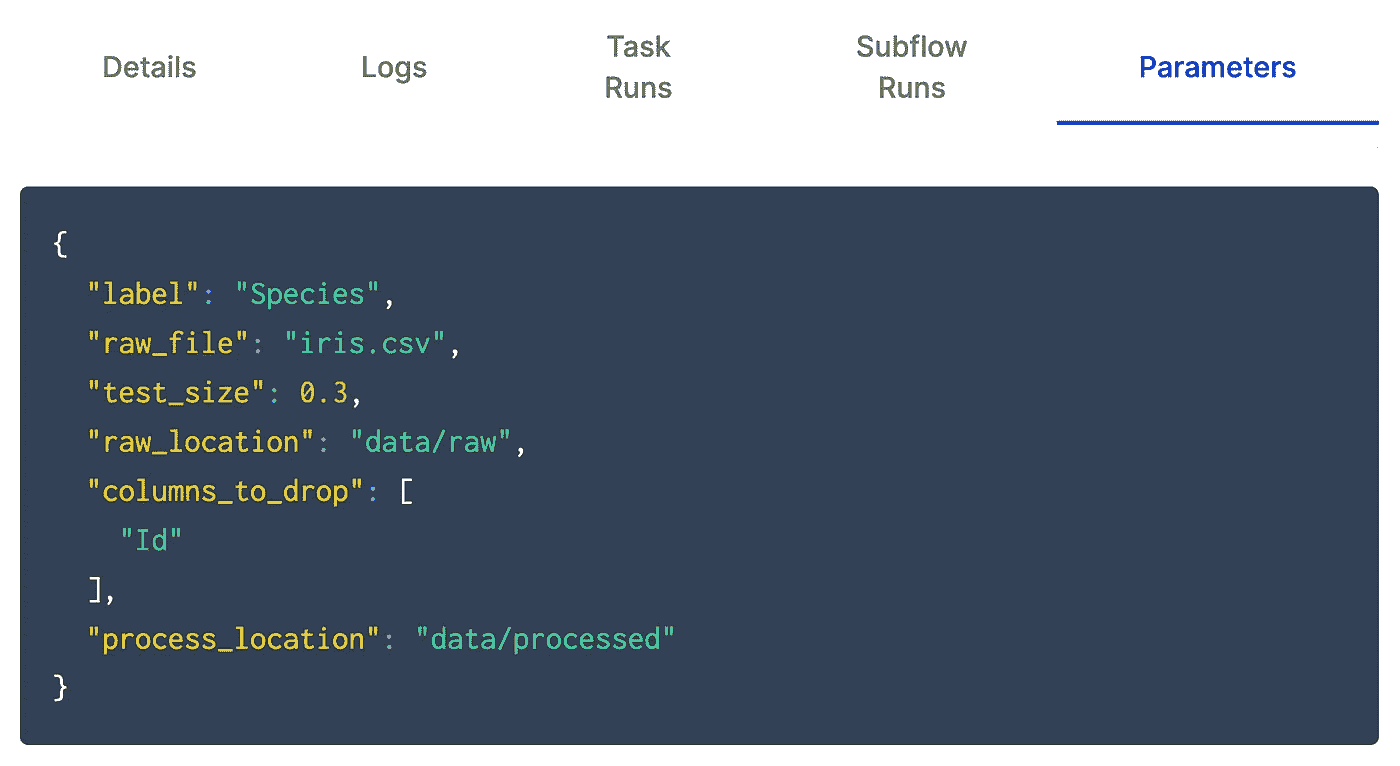 Details
Logs
Task
Runs
Subflow
Runs
Parameters
{
  "label": "Species",
  "raw_file": "iris.csv",
  "test_size": 0.3,
  "raw_location": "data/raw",
  "columns_to_drop": [
    "Id"
  ],
  "process_location": "data/processed"
}